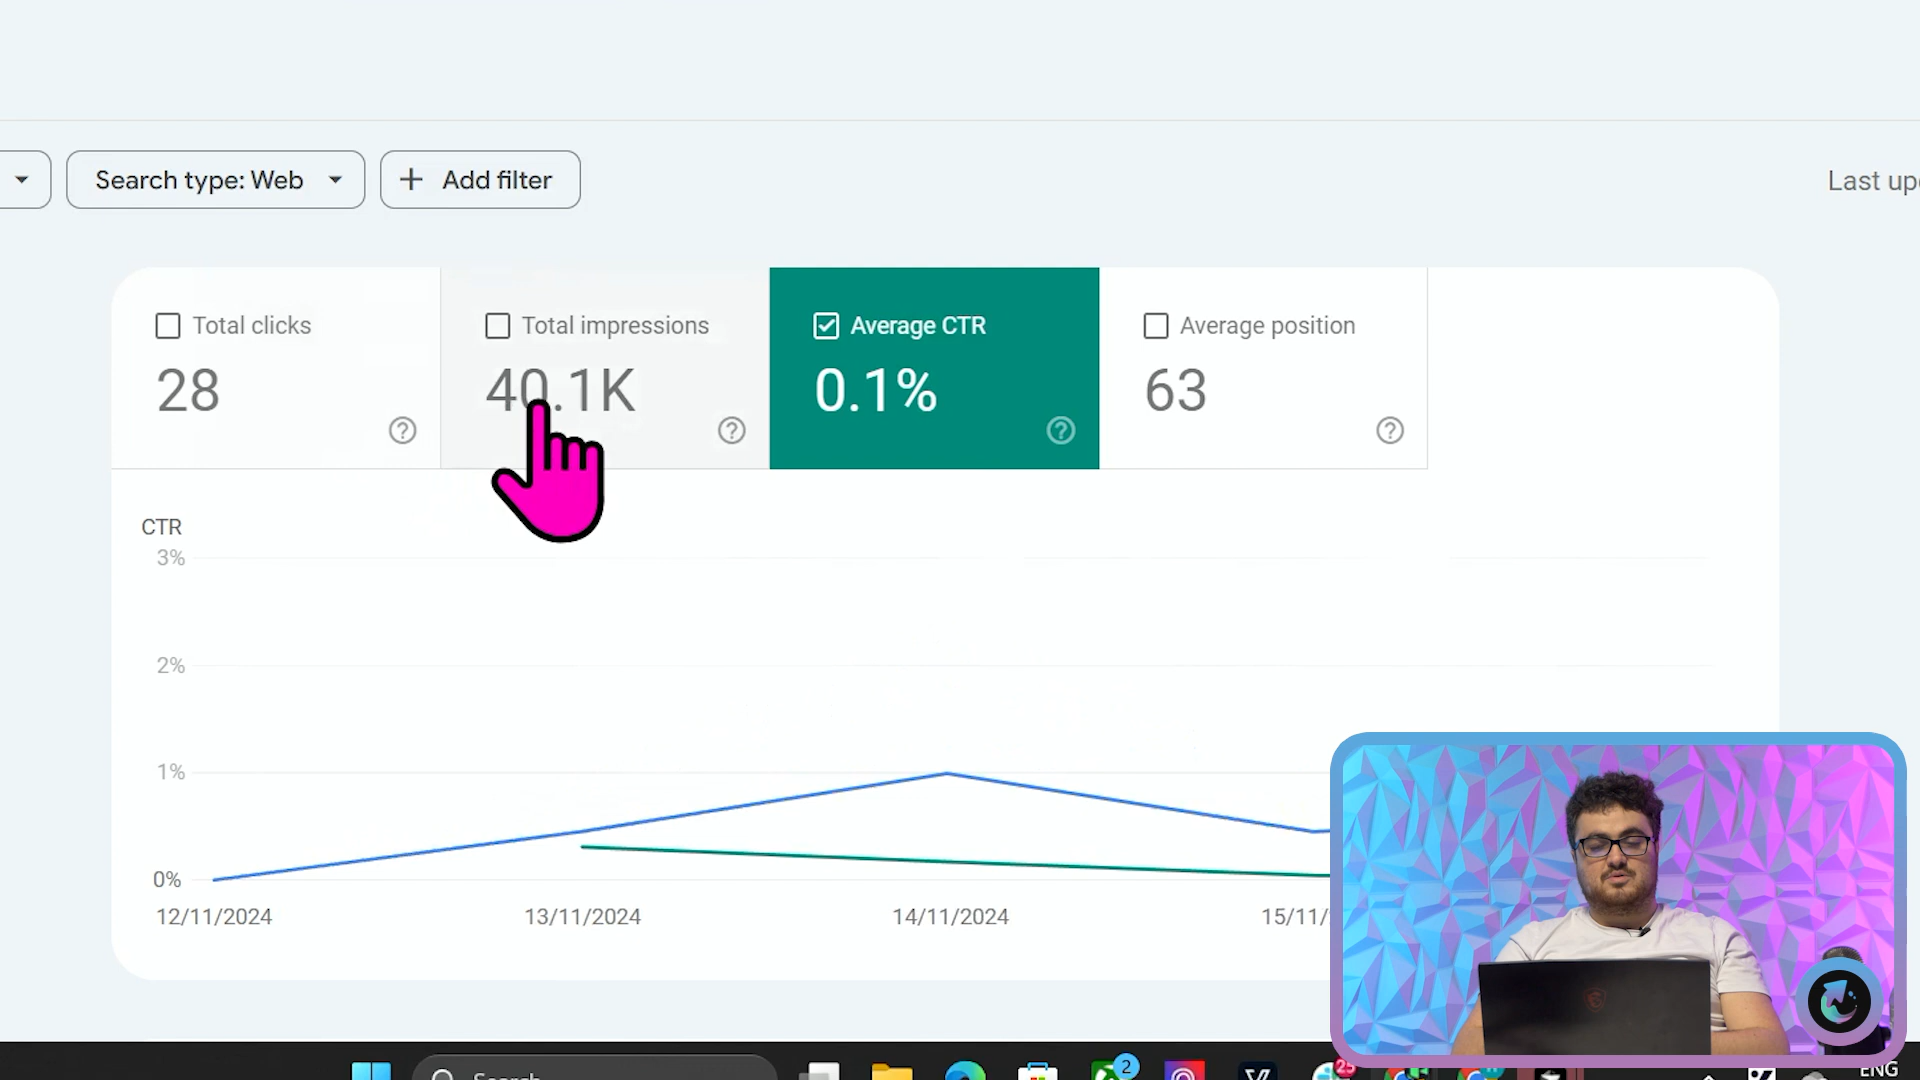 Search type: Web
+ Add filter
Last up
Total clicks
28
Total impressions
40.1K
Average CTR
0.1%
Average position
63
CTR
3%
2%
1%
0%
12/11/2024
13/11/2024
14/11/2024
15/11/
Search
2
25
ENG